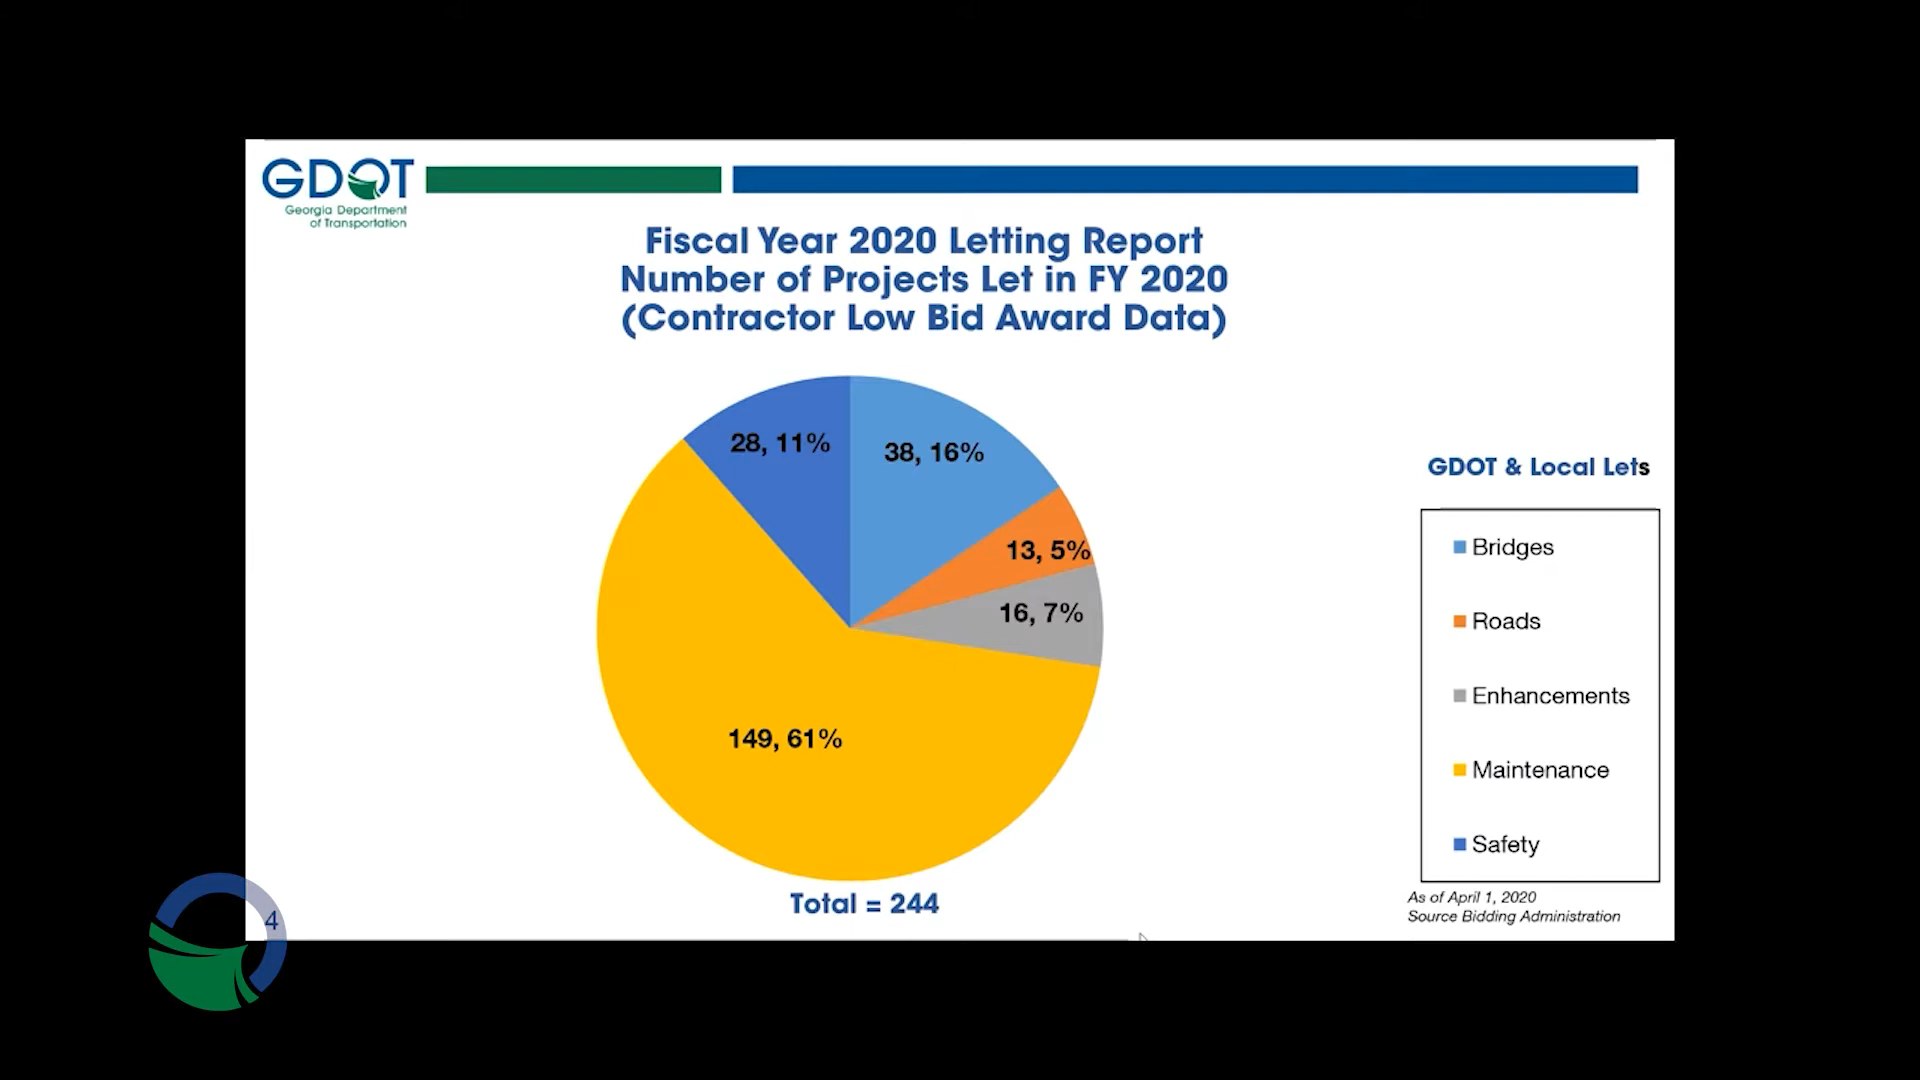 GDOT
Georgia Department
of Transportation
Fiscal Year 2020 Letting Report
Number of Projects Let in FY 2020
(Contractor Low Bid Award Data)
28, 11%
38, 16%
13, 5%
16, 7%
149, 61%
Total = 244
GDOT & Local Lets
Bridges
Roads
Enhancements
Maintenance
Safety
As of April 1, 2020
Source Bidding Administration
4